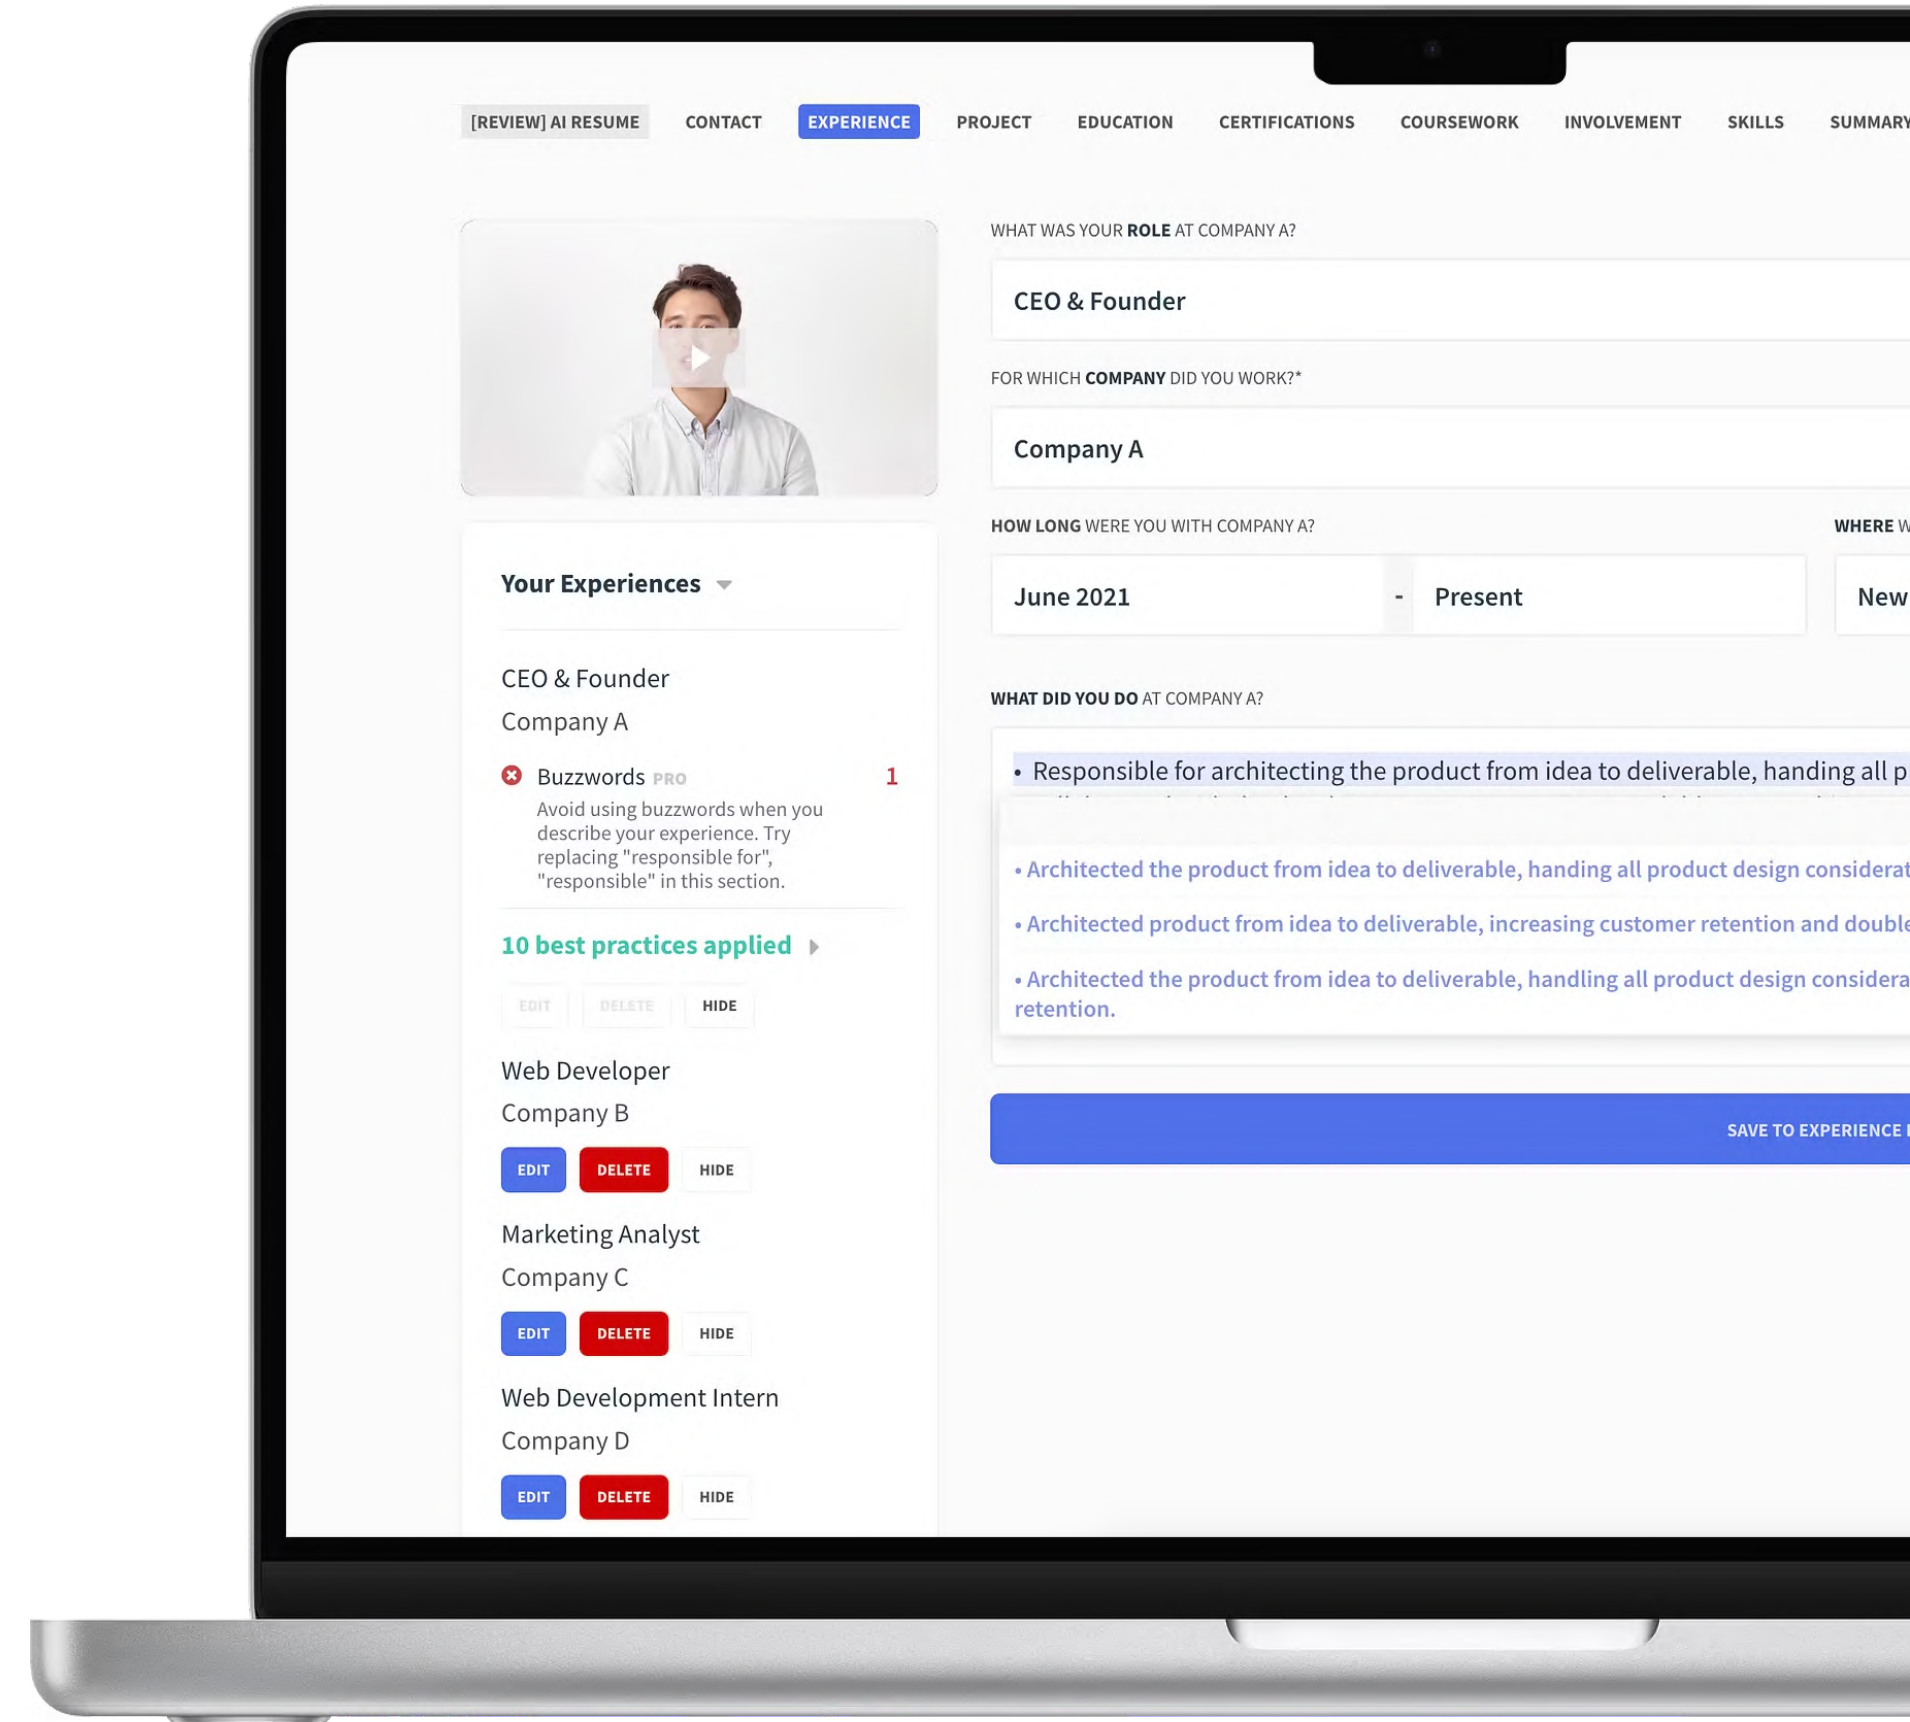 [REVIEW] AI RESUME
CONTACT
EXPERIENCE
PROJECT
EDUCATION
CERTIFICATIONS
COURSEWORK
INVOLVEMENT
SKILLS
SUMMARY
WHAT WAS YOUR ROLE AT COMPANY A?
CEO & Founder
FOR WHICH COMPANY DID YOU WORK?*
Company A
HOW LONG WERE YOU WITH COMPANY A?
WHERE W
June 2021 - Present
New
WHAT DID YOU DO AT COMPANY A?
• Responsible for architecting the product from idea to deliverable, handing all p
• Architected the product from idea to deliverable, handing all product design considerat
• Architected product from idea to deliverable, increasing customer retention and double
• Architected the product from idea to deliverable, handling all product design considera
retention.
SAVE TO EXPERIENCE
Your Experiences
CEO & Founder
Company A
Buzzwords PRO 1
Avoid using buzzwords when you
describe your experience. Try
replacing "responsible for",
"responsible" in this section.
10 best practices applied
EDIT DELETE HIDE
Web Developer
Company B
EDIT DELETE HIDE
Marketing Analyst
Company C
EDIT DELETE HIDE
Web Development Intern
Company D
EDIT DELETE HIDE